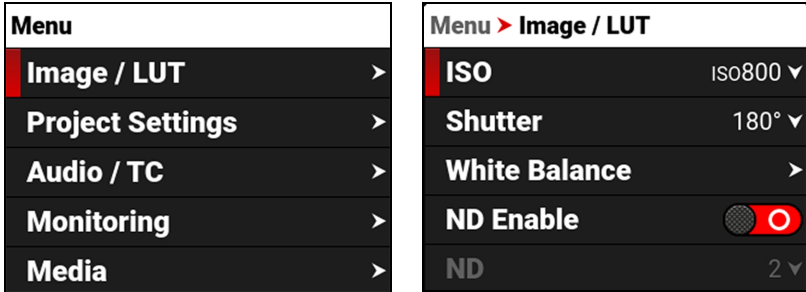 Menu
Image / LUT
Project Settings
Audio / TC
Monitoring
Media
Menu > Image / LUT
ISO ISO800
Shutter 180°
White Balance
ND Enable
ND 2